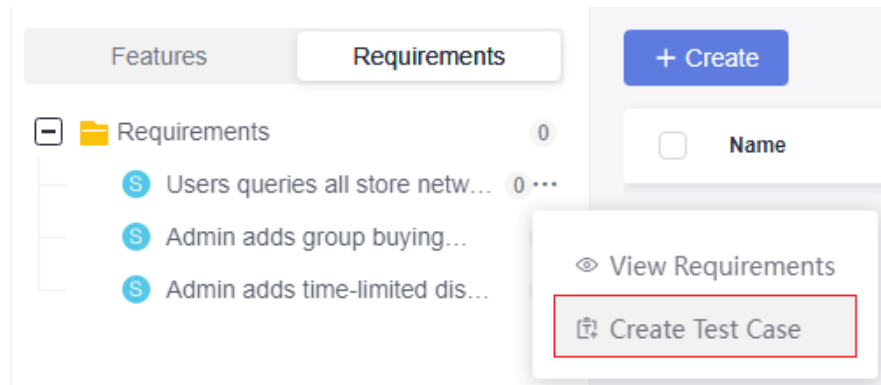 Features
Requirements
+ Create
Requirements
0
Name
S Users queries all store netw... 0 ...
S Admin adds group buying...
S Admin adds time-limited dis...
View Requirements
Create Test Case